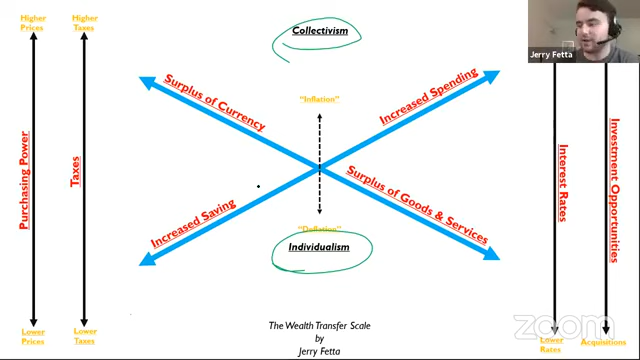 Higher
Prices
Higher
Taxes
Collectivism
Jerry Fetta
Surplus of Currency
"Inflation"
Increased Spending
Purchasing Power
Taxes
Interest Rates
Investment Opportunities
Increased Saving
Surplus of Goods & Services
"Deflation"
Individualism
The Wealth Transfer Scale
by
Jerry Fetta
Lower
Prices
Lower
Taxes
Lower
Rates
Acquisitions
zoom